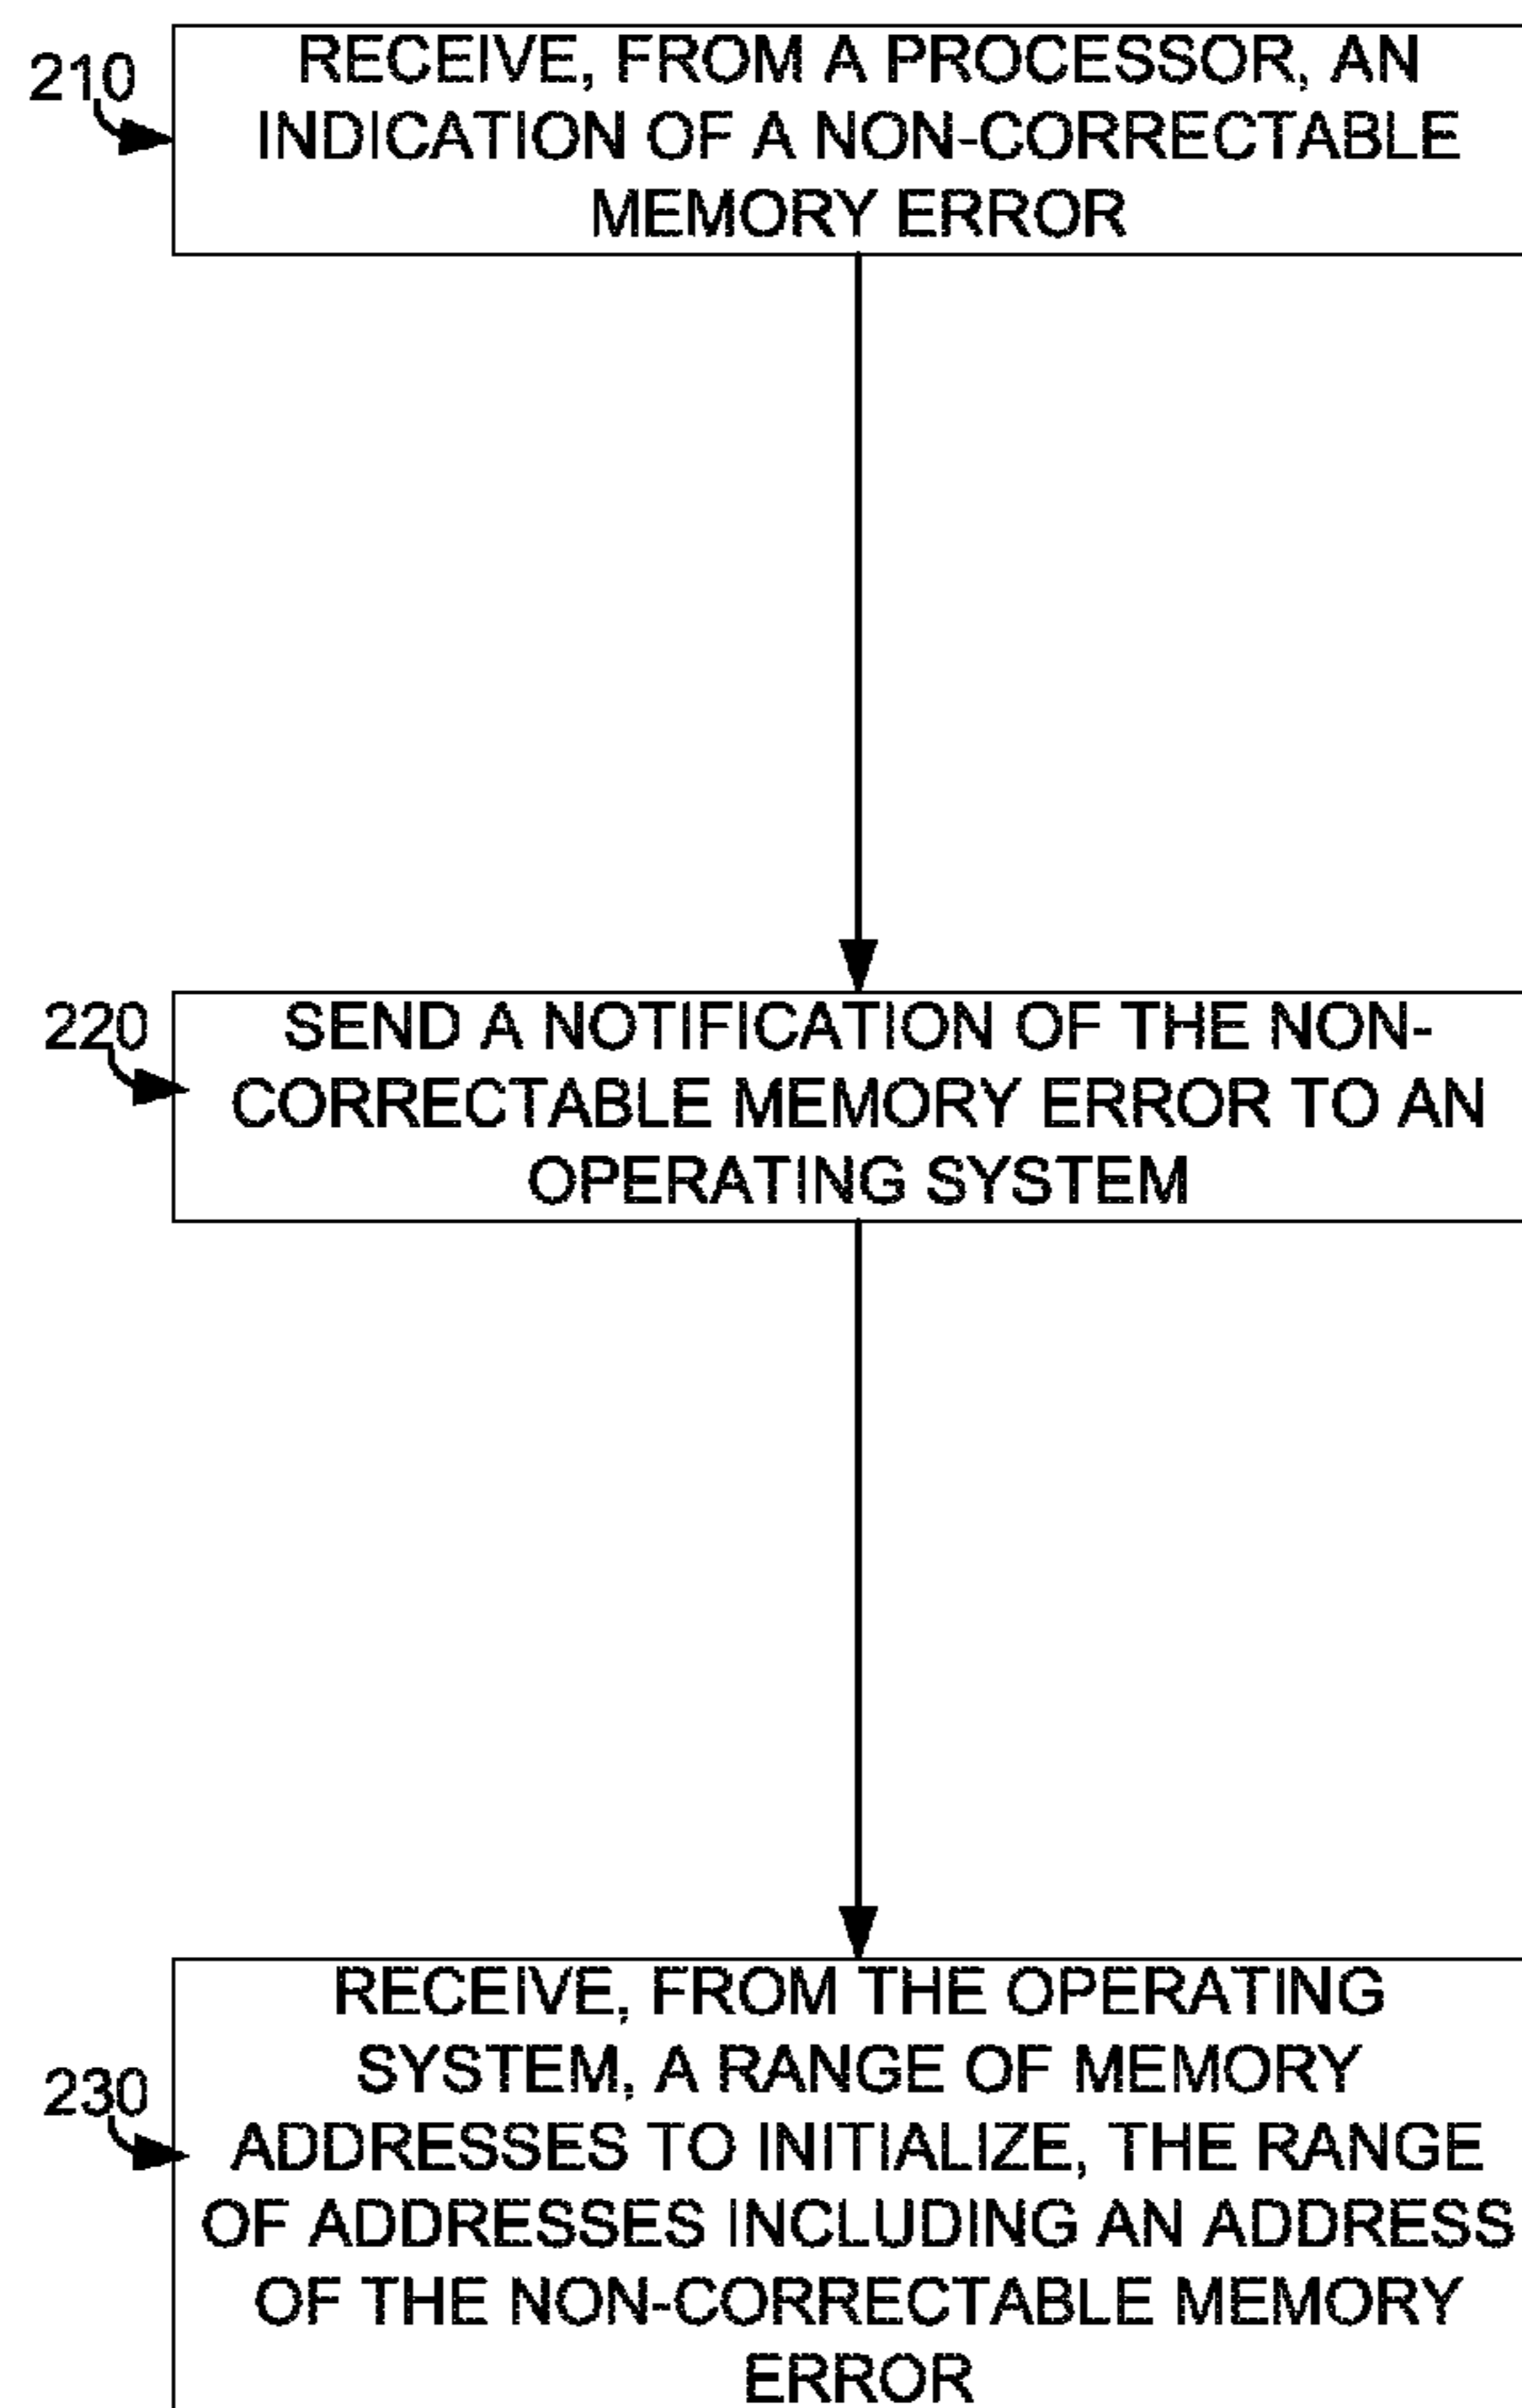 210
RECEIVE, FROM A PROCESSOR, AN
INDICATION OF A NON-CORRECTABLE
MEMORY ERROR
220
SEND A NOTIFICATION OF THE NON-
CORRECTABLE MEMORY ERROR TO AN
OPERATING SYSTEM
230
RECEIVE, FROM THE OPERATING
SYSTEM, A RANGE OF MEMORY
ADDRESSES TO INITIALIZE, THE RANGE
OF ADDRESSES INCLUDING AN ADDRESS
OF THE NON-CORRECTABLE MEMORY
ERROR